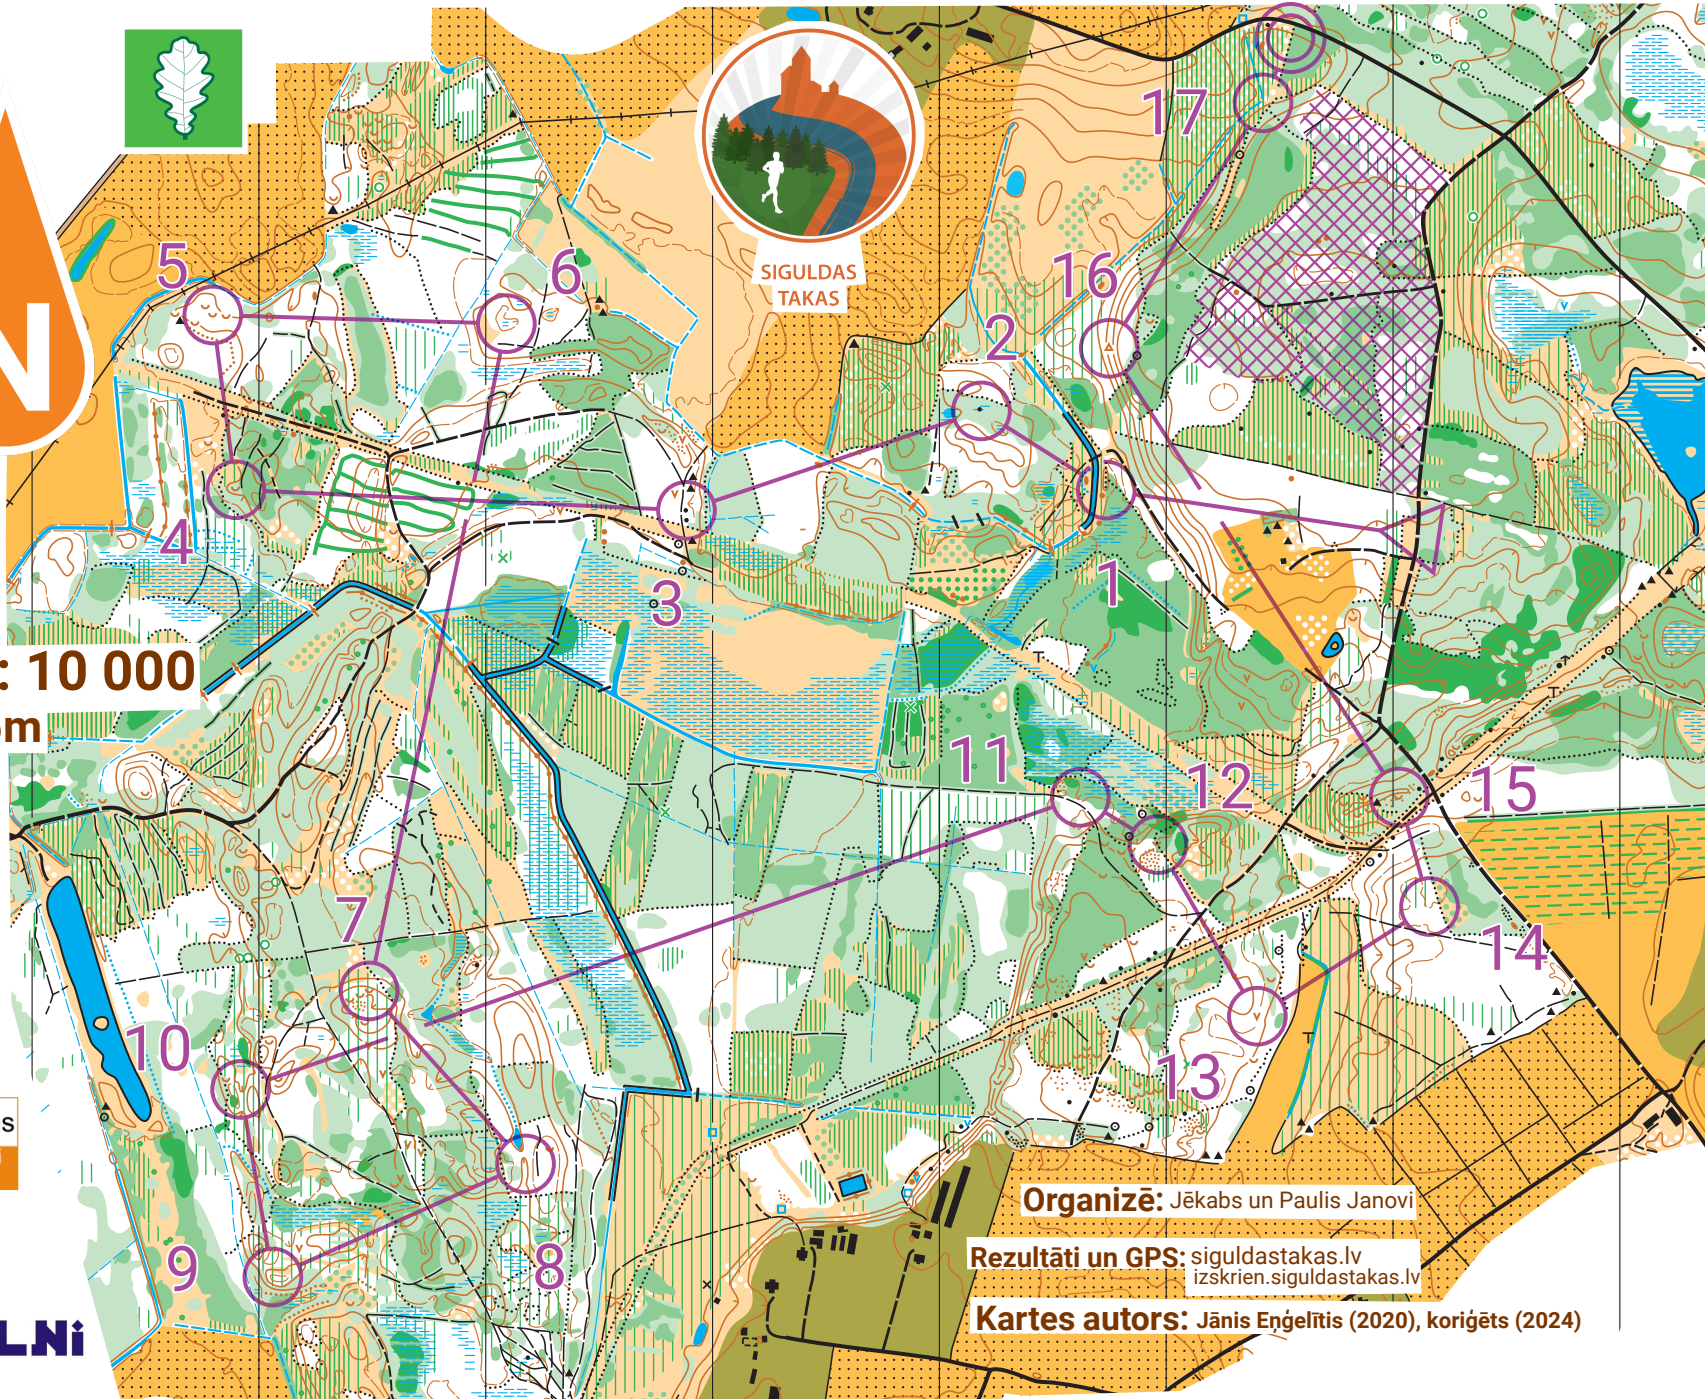 N
SIGULDAS
TAKAS
17
5
6
16
2
4
3
1
: 10 000
m
11
12
15
7
14
10
13
s
9
8
LNi
Organizē: Jēkabs un Paulis Janovi
Rezultāti un GPS: siguldastakas.lv
izskrien.siguldastakas.lv
Kartes autors: Jānis Eņģelītis (2020), koriģēts (2024)